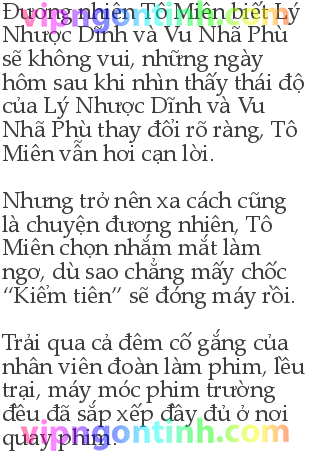 Đương nhiên Tô Miên biết Lý
vipngontinh.com
Nhược Dĩnh và Vu Nhã Phù
sẽ không vui, những ngày
hôm sau khi nhìn thấy thái độ
của Lý Nhược Dĩnh và Vu
Nhã Phù thay đổi rõ ràng, Tô
Miên vẫn hơi cạn lời.
Nhưng trở nên xa cách cũng
là chuyện đương nhiên, Tô
Miên chọn nhắm mắt làm
ngơ, dù sao chẳng mấy chốc
“Kiểm tiên” sẽ đóng máy rồi.
Trải qua cả đêm cố gắng của
nhân viên đoàn làm phim, lều
trại, máy móc phim trường
đều đã sắp xếp đầy đủ ở nơi
quay phim.
vipngontinh.com